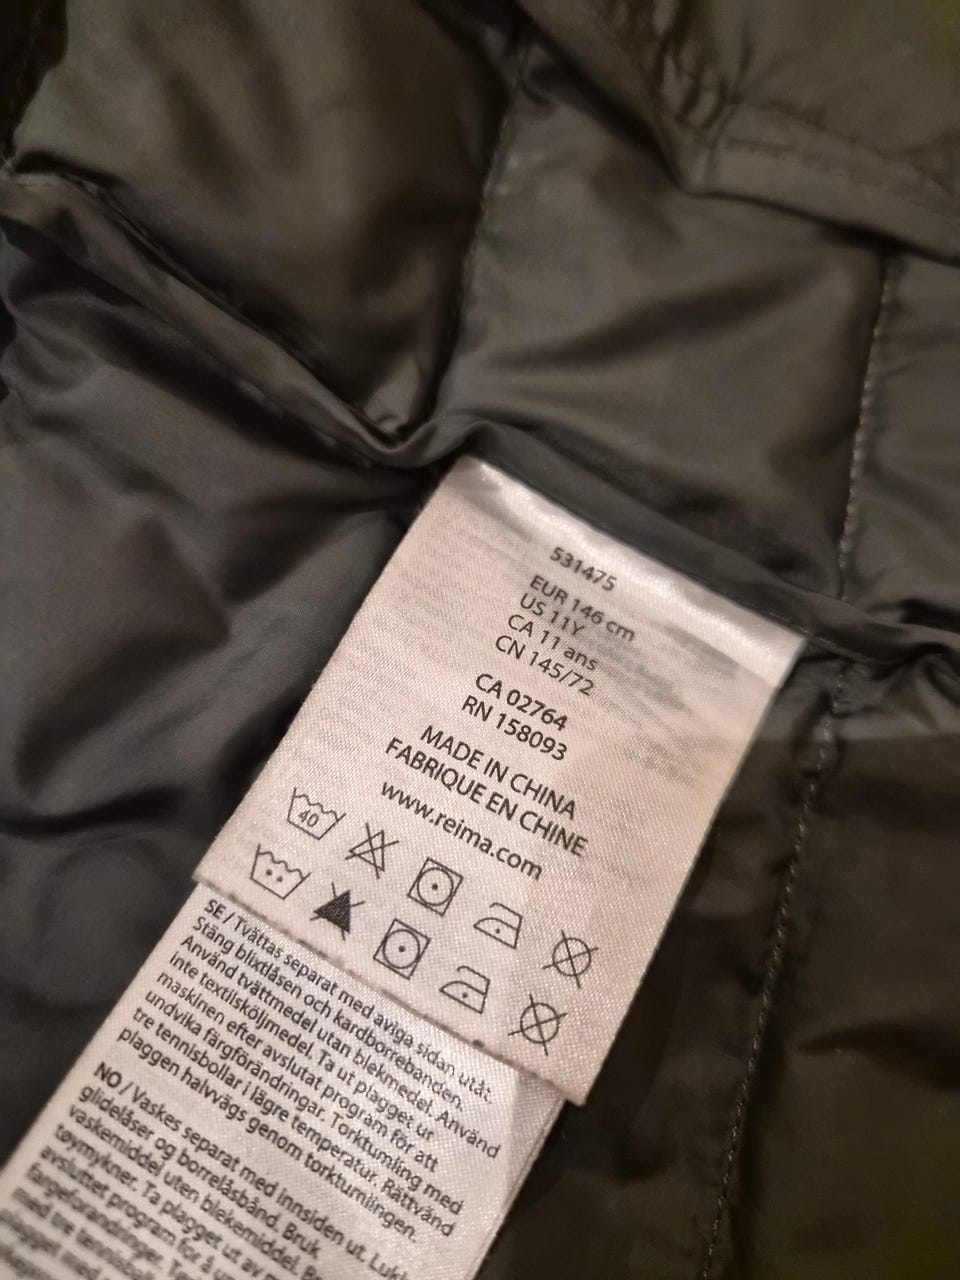 531475
EUR 146 cm
US 11Y
CA 11 ans
CN 145/72
CA 02764
RN 158093
MADE IN CHINA
FABRIQUE EN CHINE
www.reima.com
40
SE / Tvättas separat med aviga sidan utåt.
Stäng blixtlåsen och kardborrebanden.
Använd tvättmedel utan blekmedel. Använd
inte textilsköljmedel. Ta ut plagget ur
maskinen efter avslutat program för att
undvika färgförändringar. Torktumling med
tre tennisbollar i lägre temperatur. Rättvänd
plaggen halvvägs genom torktumlingen.
NO / Vaskes separat med innsiden ut. Lukk
glidelåser og borrelåsbånd. Bruk
vaskemiddel uten blekemiddel.
tøymykner. Ta plagget ut av
avsluttet program for å
fargeforandringer.
med tre tennisball
plagget med